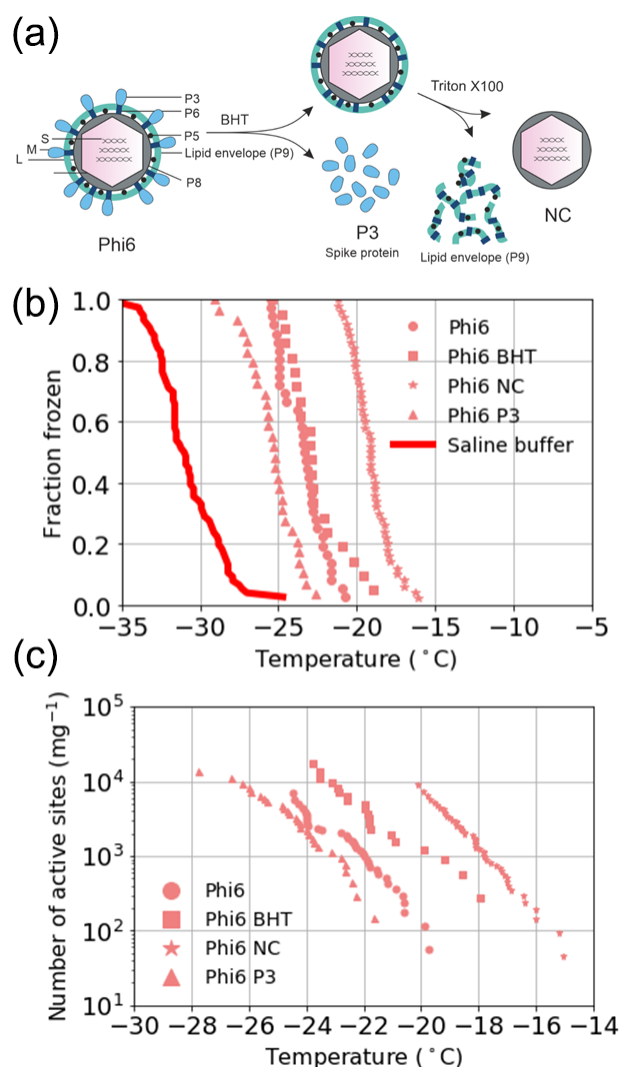 (a)
P3
P6
S
P5
M
Lipid envelope (P9)
L
P8
Phi6
BHT
Triton X100
P3
Spike protein
Lipid envelope (P9)
NC
(b)
Fraction frozen
1.0
0.8
0.6
0.4
0.2
0.0
Phi6
Phi6 BHT
Phi6 NC
Phi6 P3
Saline buffer
−35 −30 −25 −20 −15 −10 −5
Temperature (°C)
(c)
Number of active sites (mg⁻¹)
10⁵
10⁴
10³
10²
10¹
Phi6
Phi6 BHT
Phi6 NC
Phi6 P3
−30 −28 −26 −24 −22 −20 −18 −16 −14
Temperature (°C)